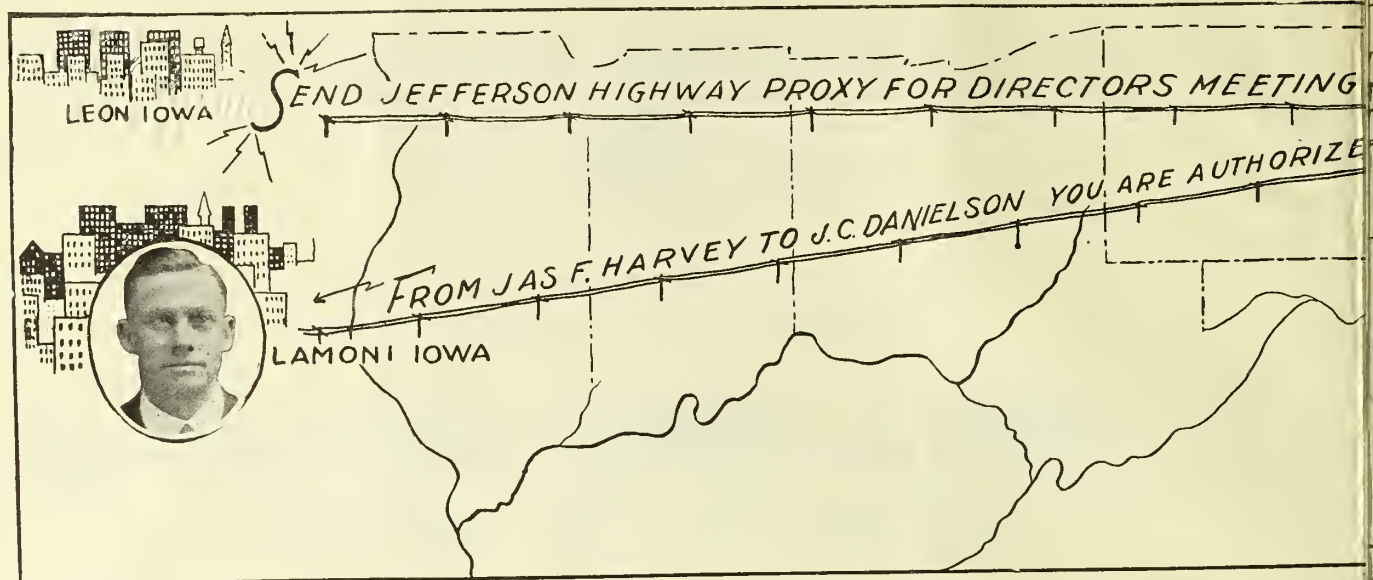 LEON IOWA
SEND JEFFERSON HIGHWAY PROXY FOR DIRECTORS MEETING
FROM JAS F. HARVEY TO J.C. DANIELSON YOU ARE AUTHORIZE
LAMONI IOWA